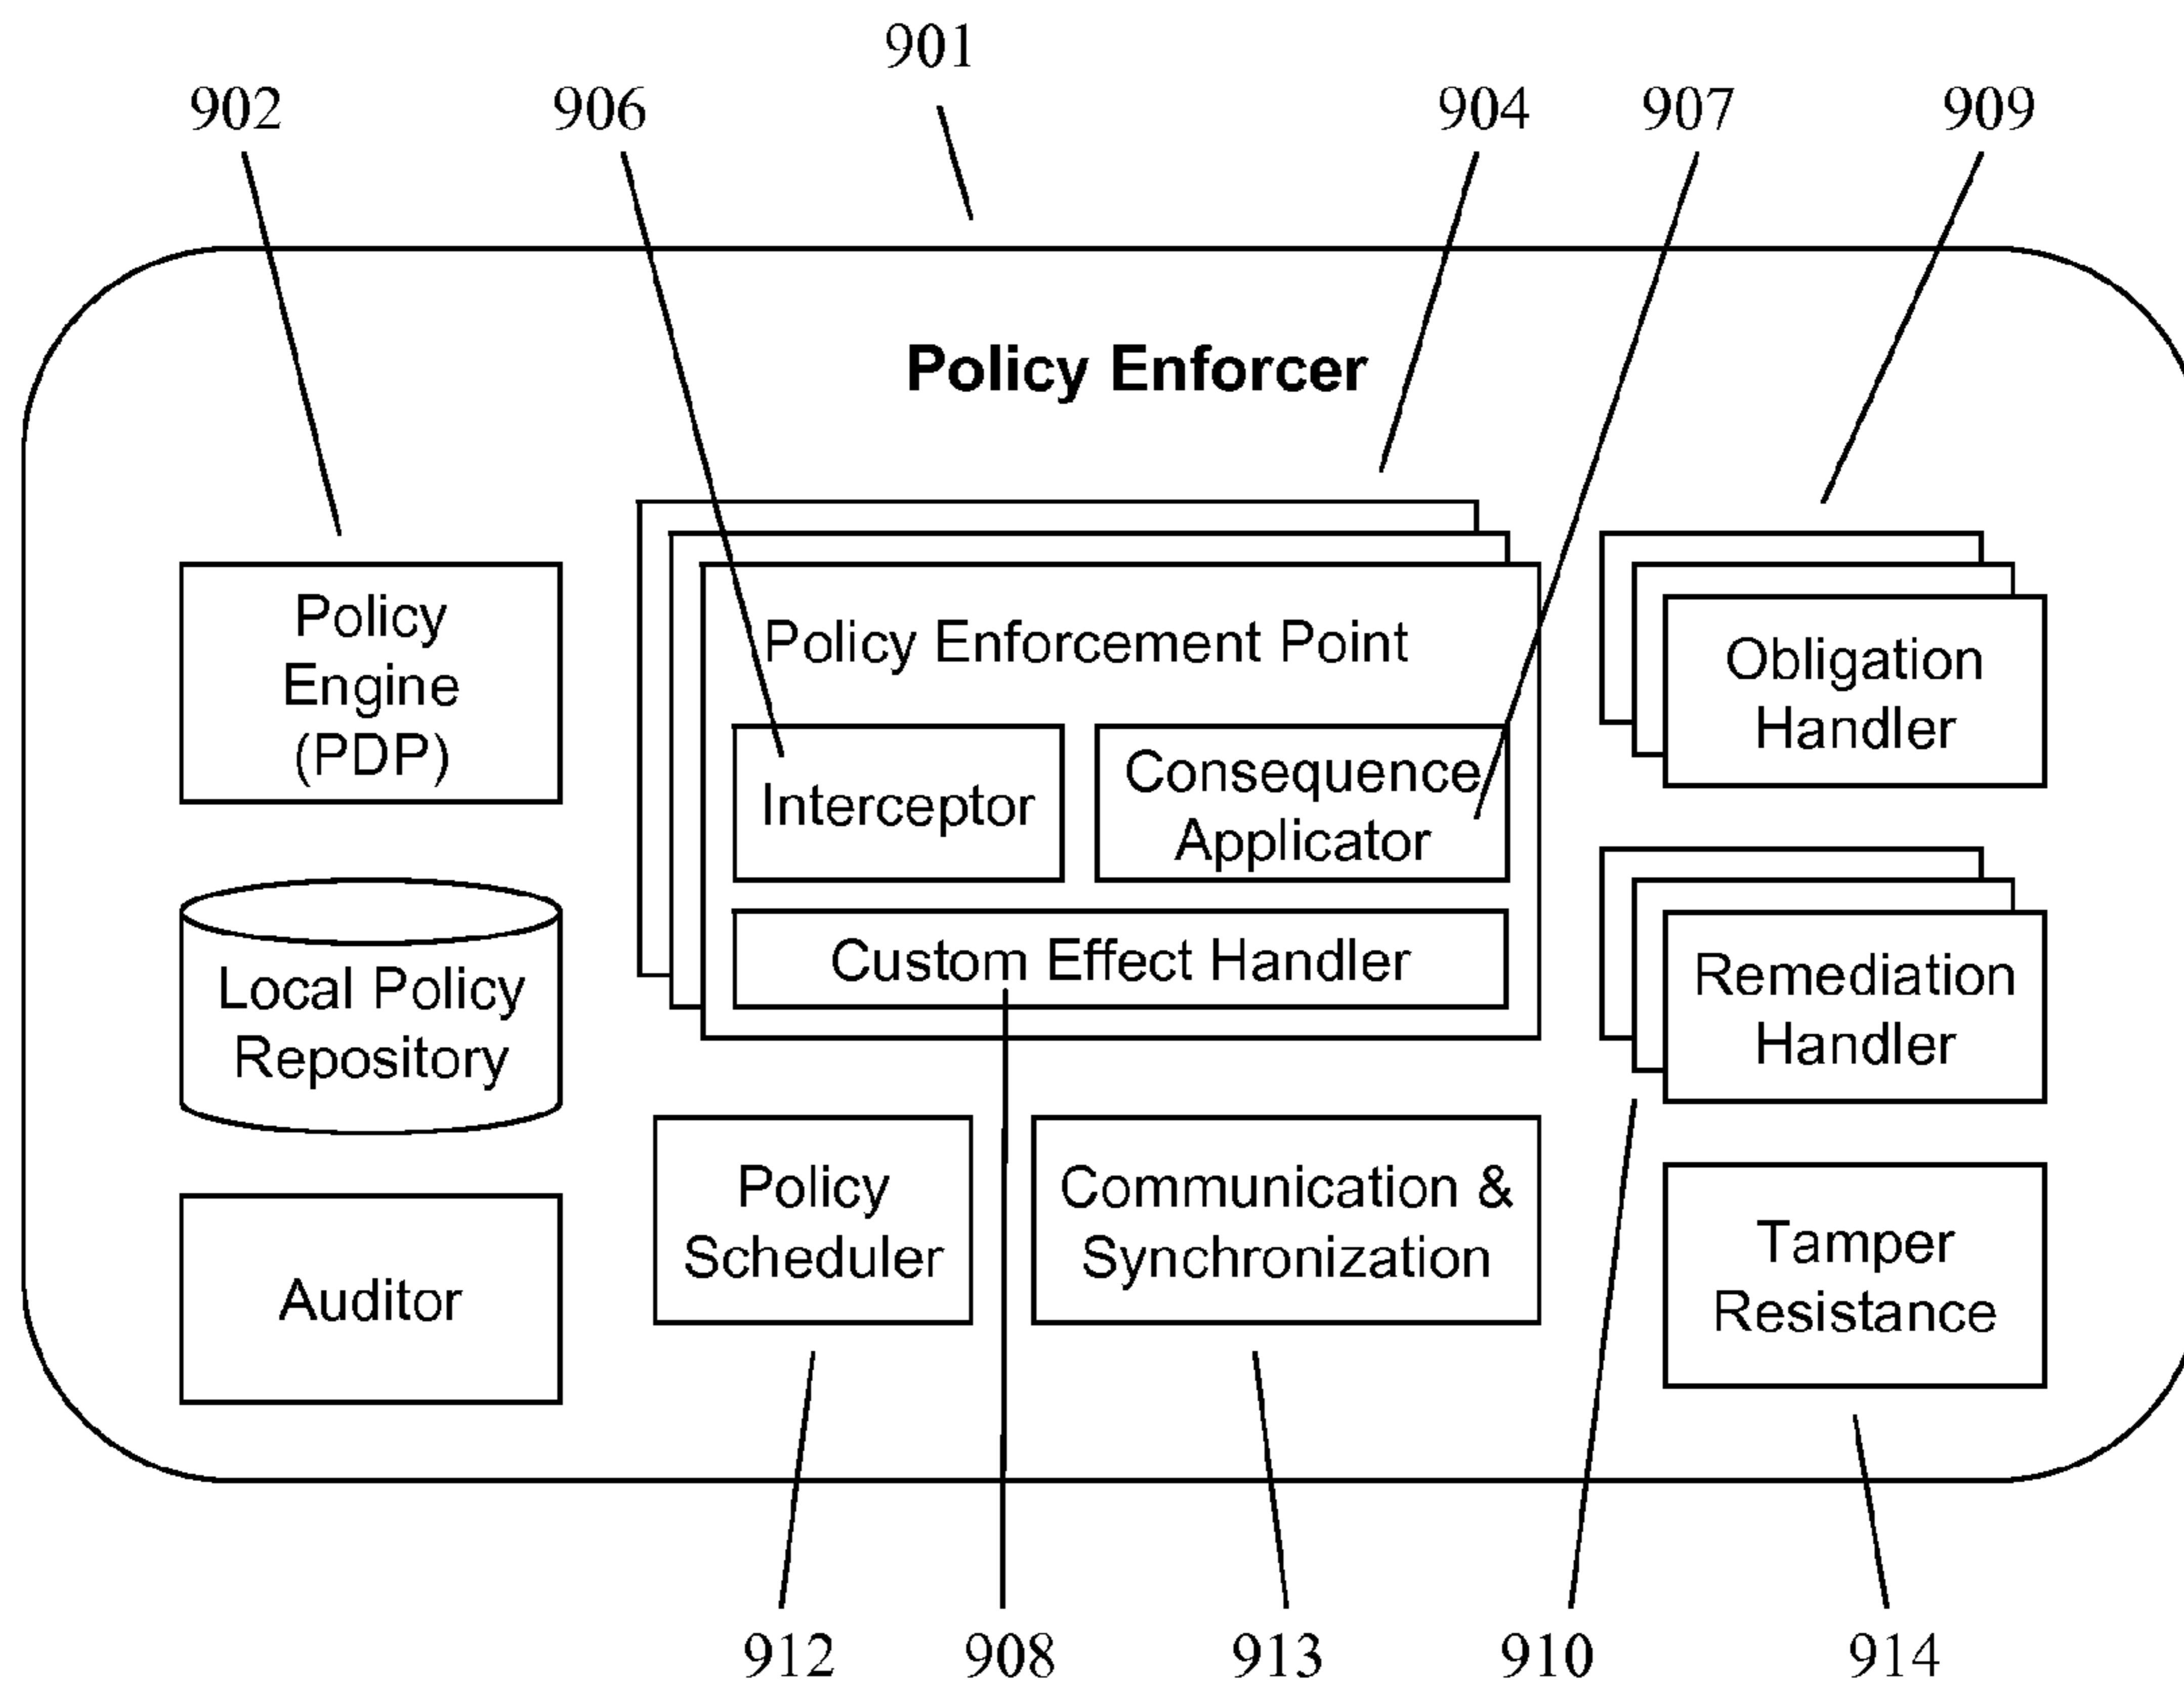 901
902
906
904
907
909
Policy Enforcer
Policy
Engine
(PDP)
Policy Enforcement Point
Interceptor
Consequence
Applicator
Custom Effect Handler
Obligation
Handler
Local Policy
Repository
Remediation
Handler
Auditor
Policy
Scheduler
Communication &
Synchronization
Tamper
Resistance
912
908
913
910
914